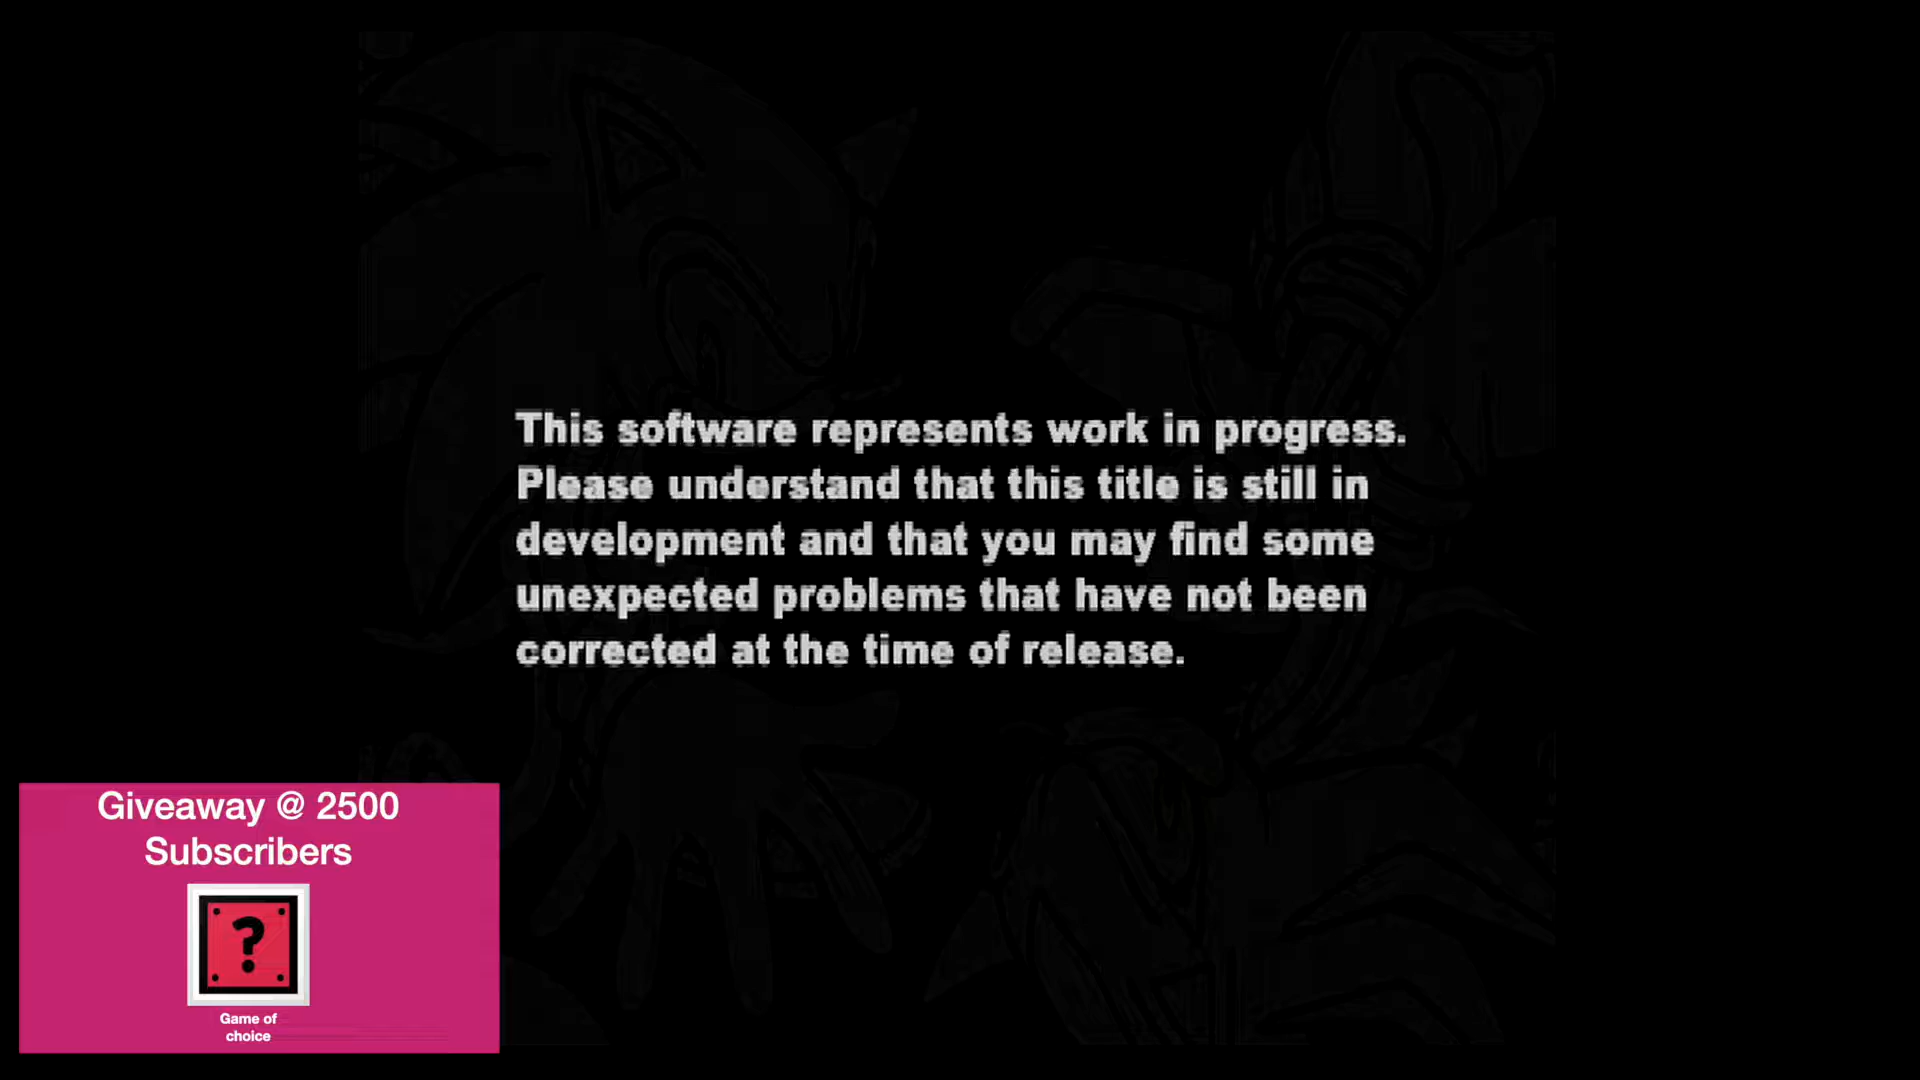 This software represents work in progress.
Please understand that this title is still in
development and that you may find some
unexpected problems that have not been
corrected at the time of release.
Giveaway @ 2500
Subscribers
?
Game of
choice